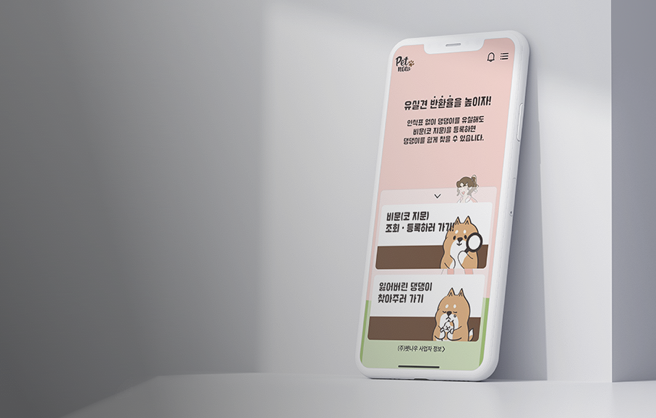 Pet
유실견 반환율을 높이자!
인식표 없이 댕댕이를 유실해도
비문(코 지문)을 등록하면
댕댕이를 쉽게 찾을 수 있습니다.
비문(코 지문)
조회・등록하러 가기!
잃어버린 댕댕이
찾아주러 가기
(주)펫나우 사업자 정보>